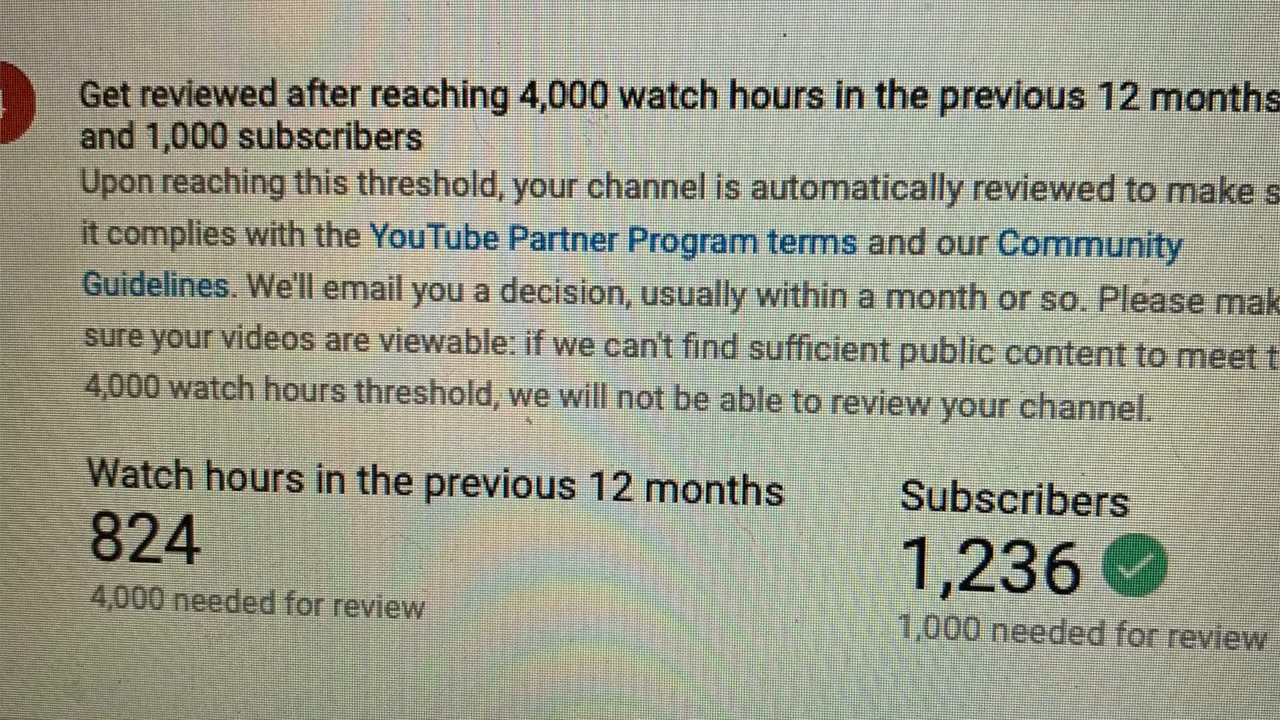 Get reviewed after reaching 4,000 watch hours in the previous 12 months
and 1,000 subscribers
Upon reaching this threshold, your channel is automatically reviewed to make
it complies with the YouTube Partner Program terms and our Community
Guidelines. We'll email you a decision, usually within a month or so. Please
sure your videos are viewable: if we can't find sufficient public content to meet
4,000 watch hours threshold, we will not be able to review your channel.
Watch hours in the previous 12 months
824
4,000 needed for review
Subscribers
1,236
1,000 needed for review